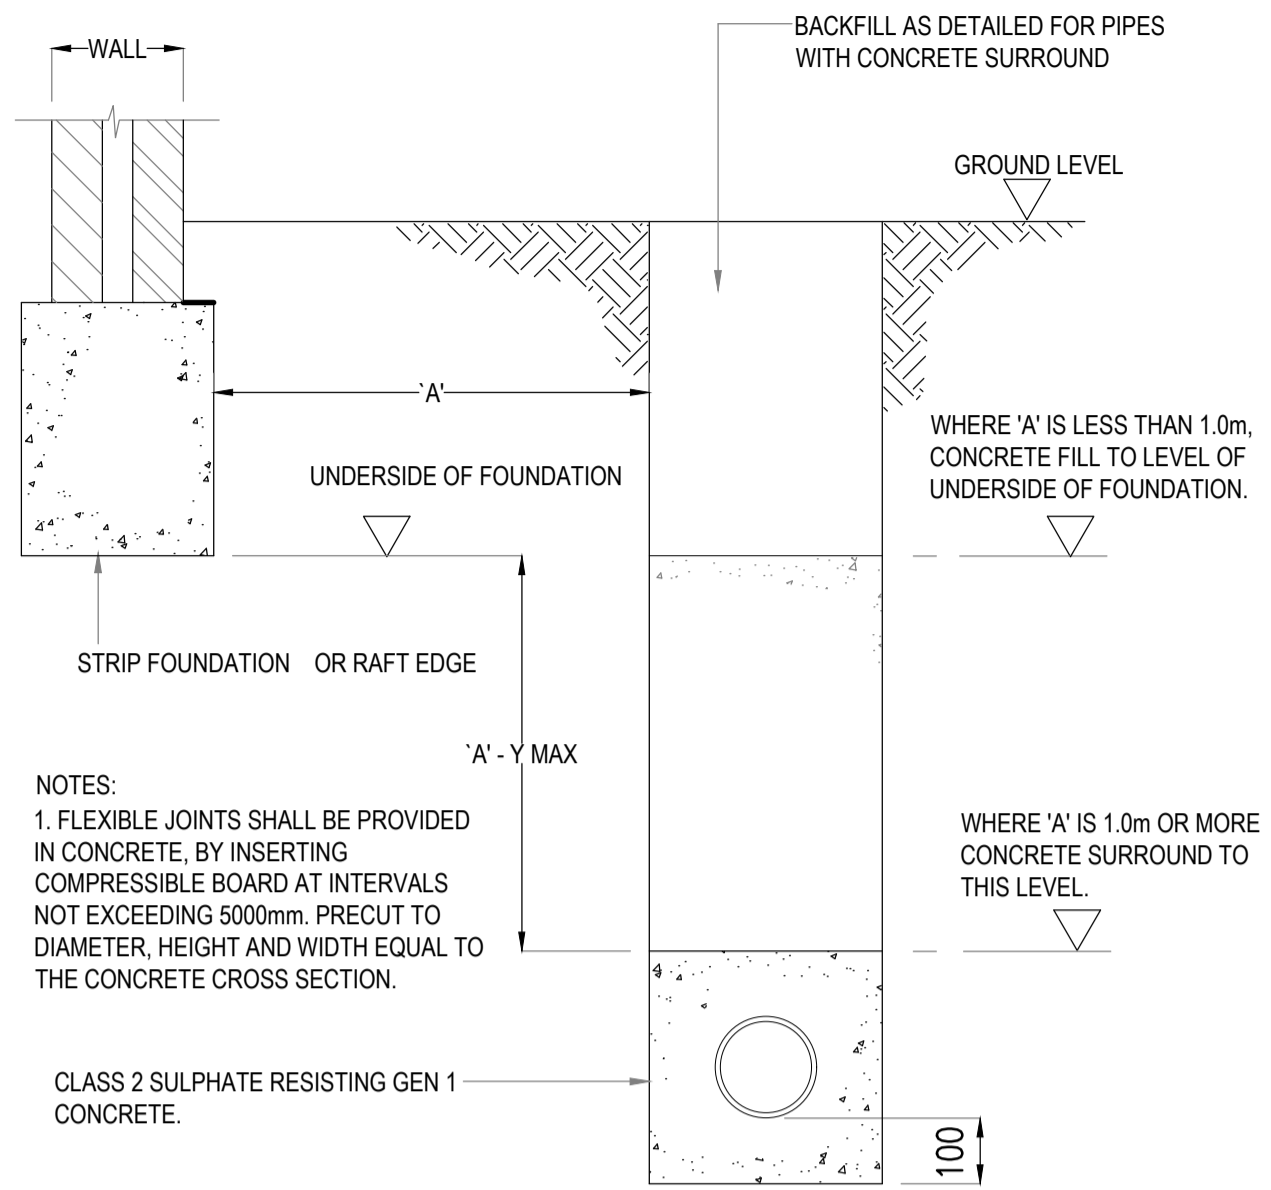 WALL
BACKFILL AS DETAILED FOR PIPES
WITH CONCRETE SURROUND
GROUND LEVEL
`A'
WHERE 'A' IS LESS THAN 1.0m,
CONCRETE FILL TO LEVEL OF
UNDERSIDE OF FOUNDATION.
UNDERSIDE OF FOUNDATION
STRIP FOUNDATION OR RAFT EDGE
`A' - Y MAX
NOTES:
1. FLEXIBLE JOINTS SHALL BE PROVIDED
IN CONCRETE, BY INSERTING
COMPRESSIBLE BOARD AT INTERVALS
NOT EXCEEDING 5000mm. PRECUT TO
DIAMETER, HEIGHT AND WIDTH EQUAL TO
THE CONCRETE CROSS SECTION.
WHERE 'A' IS 1.0m OR MORE
CONCRETE SURROUND TO
THIS LEVEL.
CLASS 2 SULPHATE RESISTING GEN 1
CONCRETE.
100